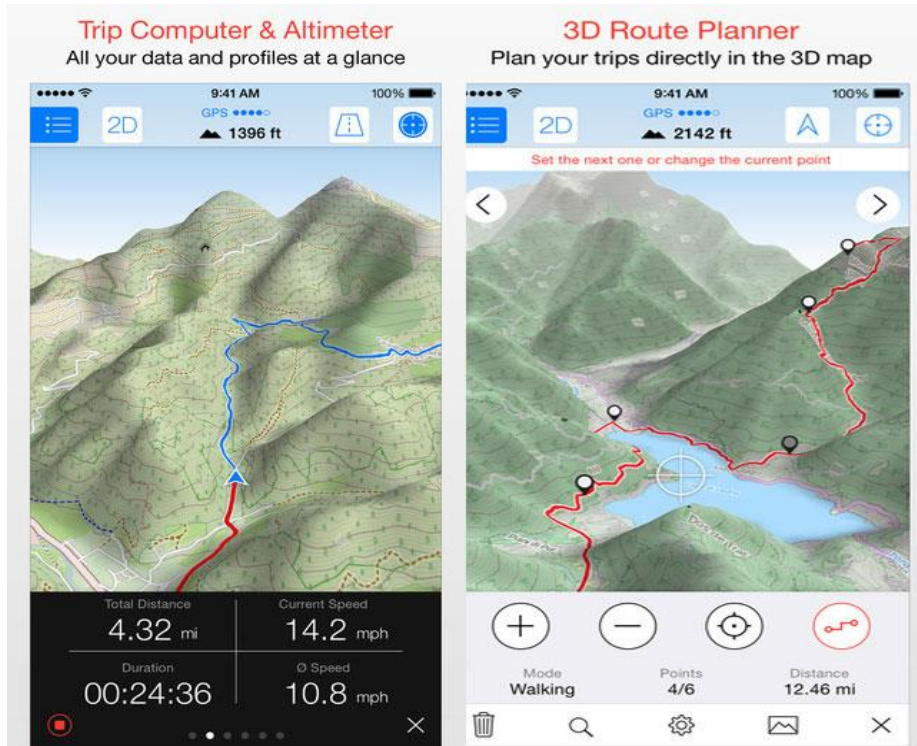 Trip Computer & Altimeter
All your data and profiles at a glance
9:41 AM
100%
2D
GPS
1396 ft
Total Distance
4.32 mi
Current Speed
14.2 mph
Duration
00:24:36
Ø Speed
10.8 mph
3D Route Planner
Plan your trips directly in the 3D map
9:41 AM
100%
2D
GPS
2142 ft
Set the next one or change the current point
Mode
Walking
Points
4/6
Distance
12.46 mi